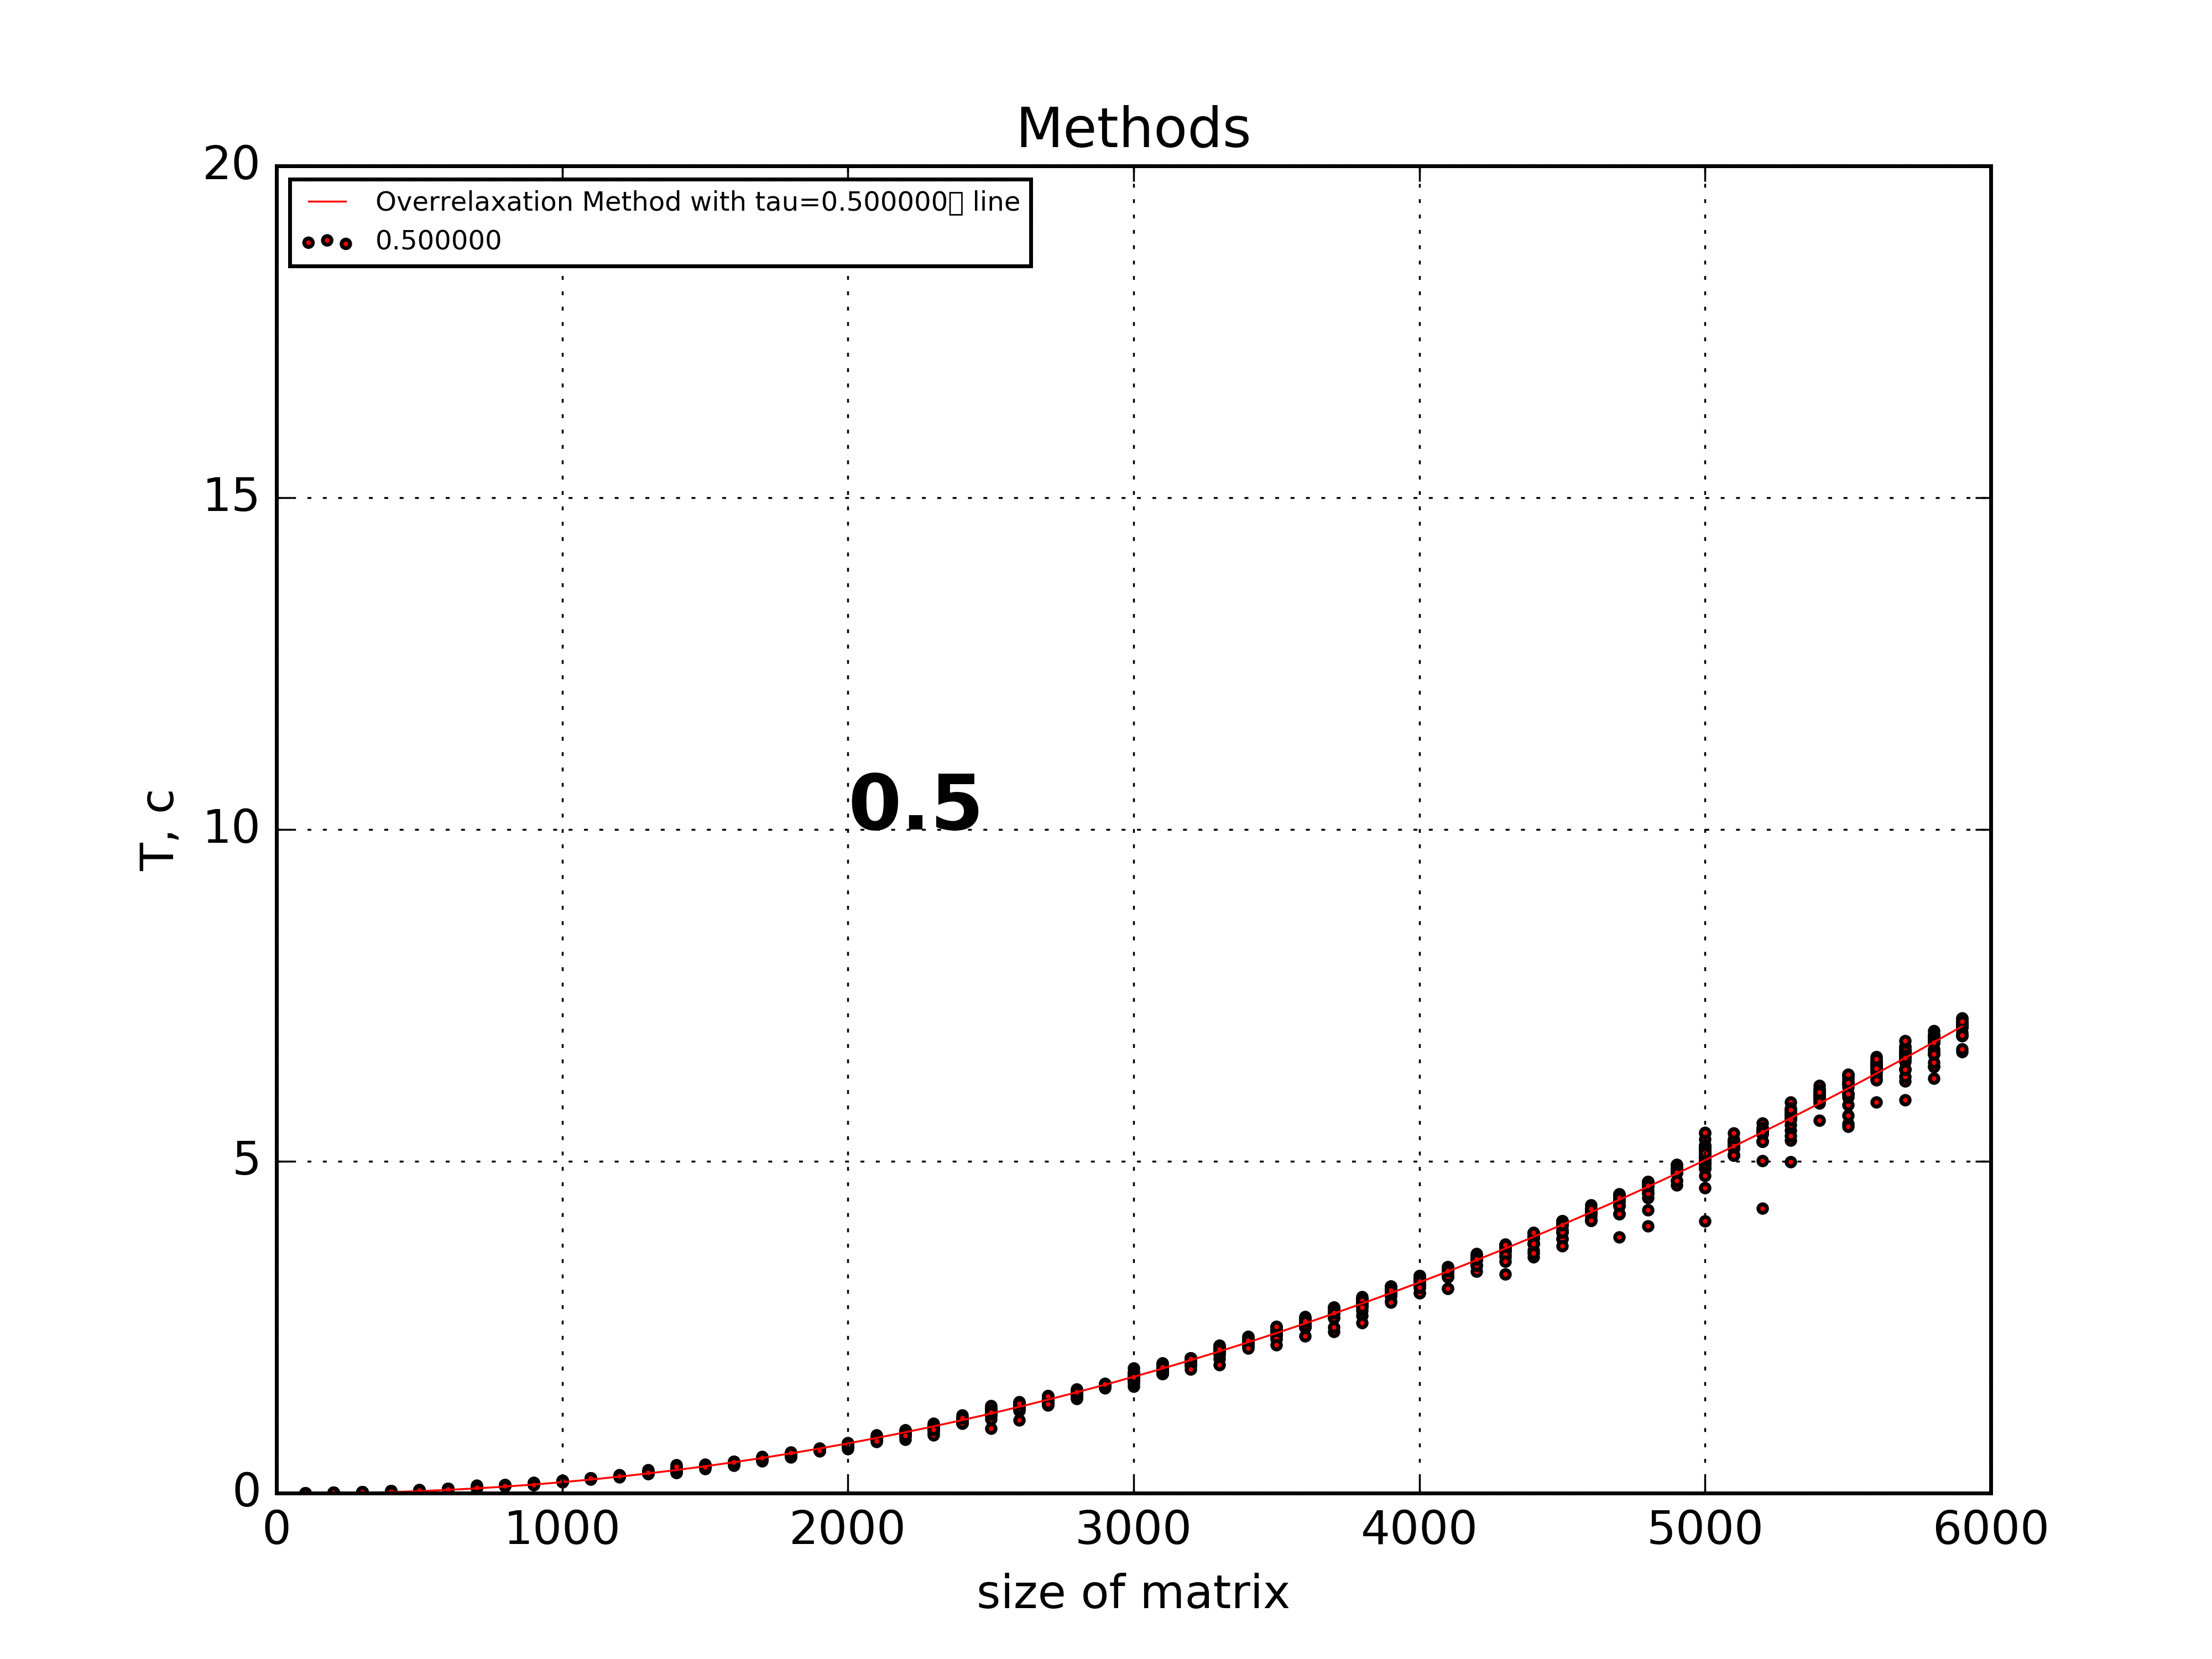 Methods
20
Overrelaxation Method with tau=0.500000▯ line
0.500000
15
0.5
10
T, c
5
0
0 1000 2000 3000 4000 5000 6000
size of matrix